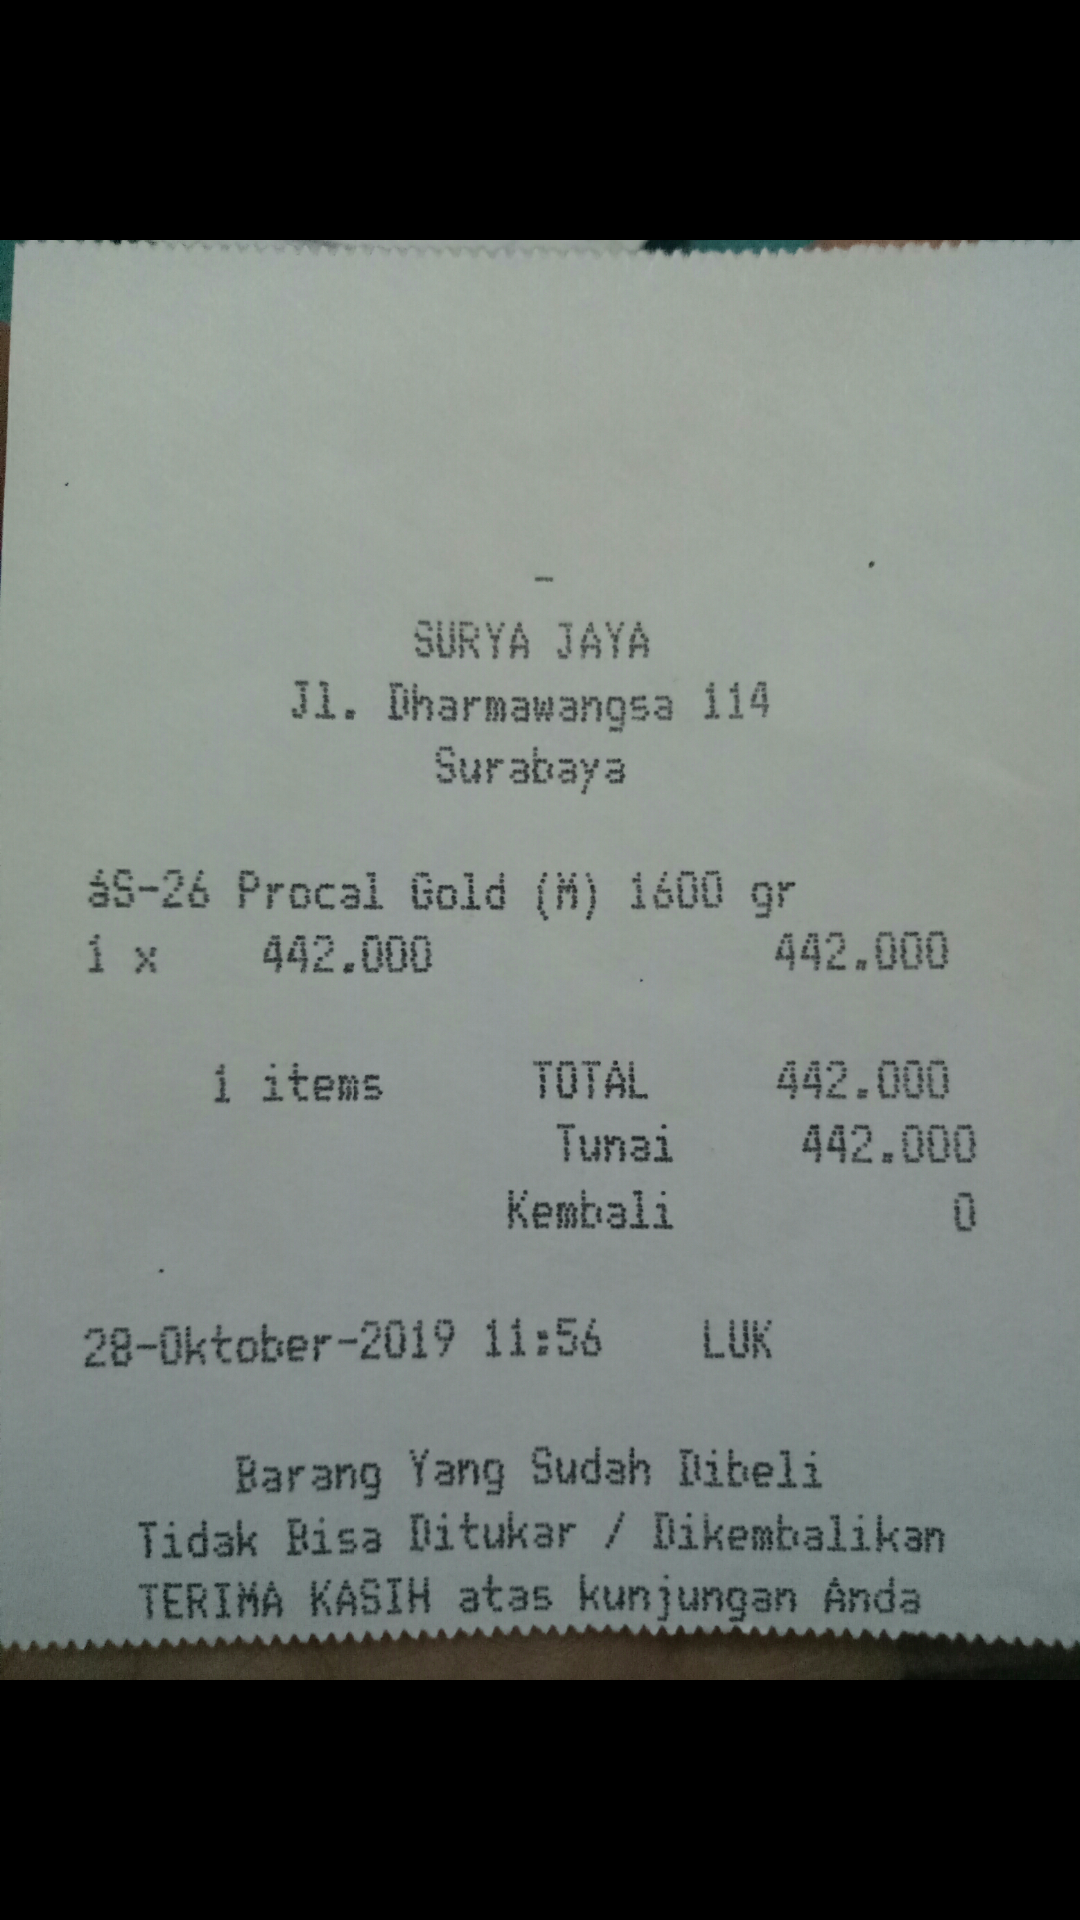 -
SURYA JAYA
Jl. Dharmawangsa 114
Surabaya
áS-26 Procal Gold (M) 1600 gr
1 x 442.000 442.000
1 items TOTAL 442.000
Tunai 442.000
Kembali 0
28-Oktober-2019 11:56 LUK
Barang Yang Sudah Dibeli
Tidak Bisa Ditukar / Dikembalikan
TERIMA KASIH atas kunjungan Anda